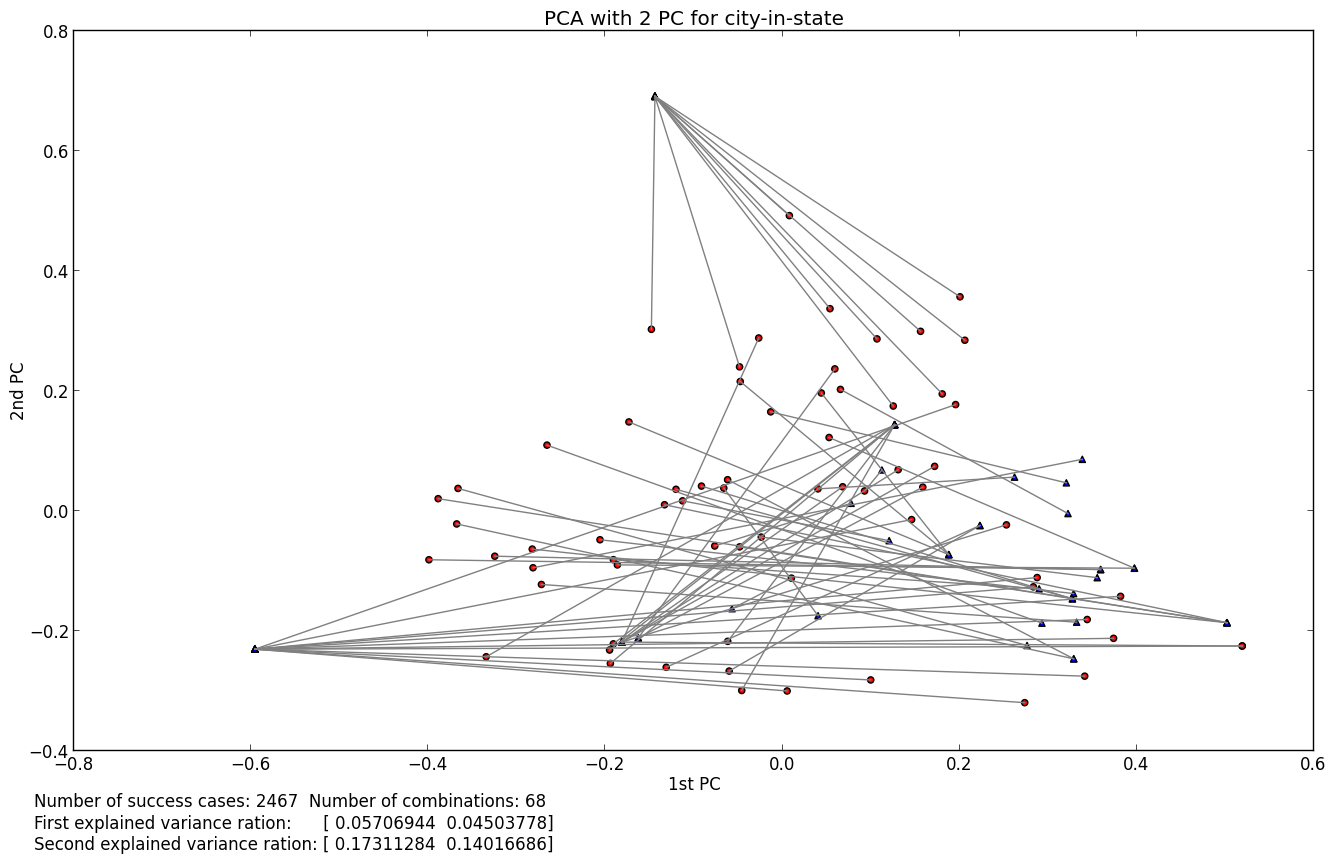 PCA with 2 PC for city-in-state
0.8
0.6
0.4
0.2
0.0
−0.2
−0.4
2nd PC
−0.8 −0.6 −0.4 −0.2 0.0 0.2 0.4 0.6
1st PC
Number of success cases: 2467 Number of combinations: 68
First explained variance ration: [ 0.05706944 0.04503778]
Second explained variance ration: [ 0.17311284 0.14016686]